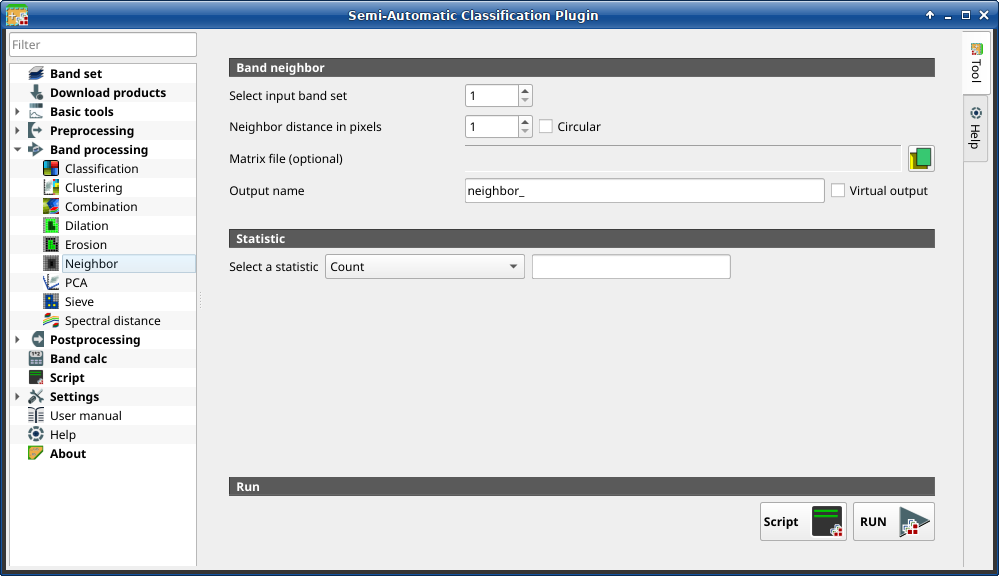 Semi-Automatic Classification Plugin
Filter
Band set
Download products
Basic tools
Preprocessing
Band processing
Classification
Clustering
Combination
Dilation
Erosion
Neighbor
PCA
Sieve
Spectral distance
Postprocessing
Band calc
Script
Settings
User manual
Help
About
Band neighbor
Select input band set 1
Neighbor distance in pixels 1 Circular
Matrix file (optional)
Output name neighbor_ Virtual output
Statistic
Select a statistic Count
Run
Script RUN
Tool
Help